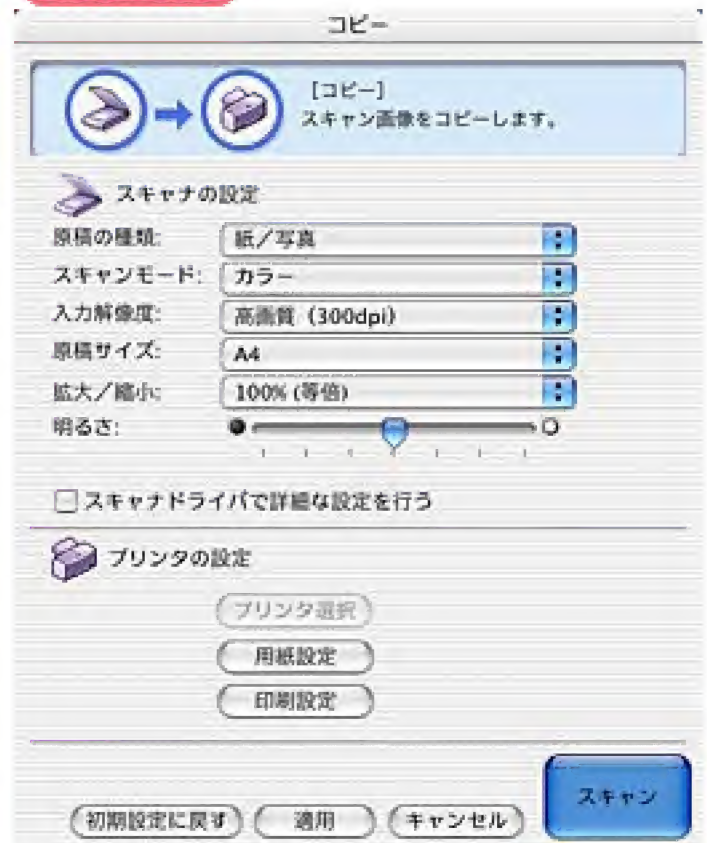 コピー
[コピー]
スキャン画像をコピーします。
スキャナの設定
原稿の種類: 紙/写真
スキャンモード: カラー
入力解像度: 高画質 (300dpi)
原稿サイズ: A4
拡大/縮小: 100% (等倍)
明るさ:
スキャナドライバで詳細な設定を行う
プリンタの設定
プリンタ選択
用紙設定
印刷設定
初期設定に戻す 適用 キャンセル スキャン